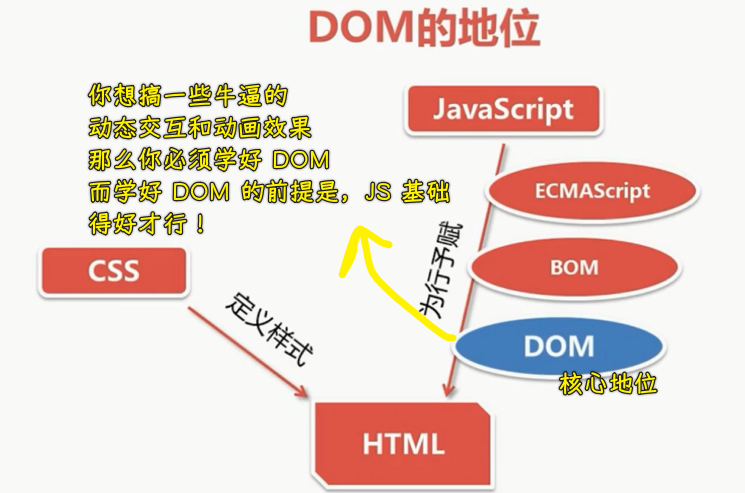 DOM的地位
你想搞一些牛逼的
动态交互和动画效果
那么你必须学好 DOM
而学好 DOM 的前提是，JS 基础
得好才行！
JavaScript
ECMAScript
BOM
DOM
核心地位
CSS
定义样式
为行予赋
HTML